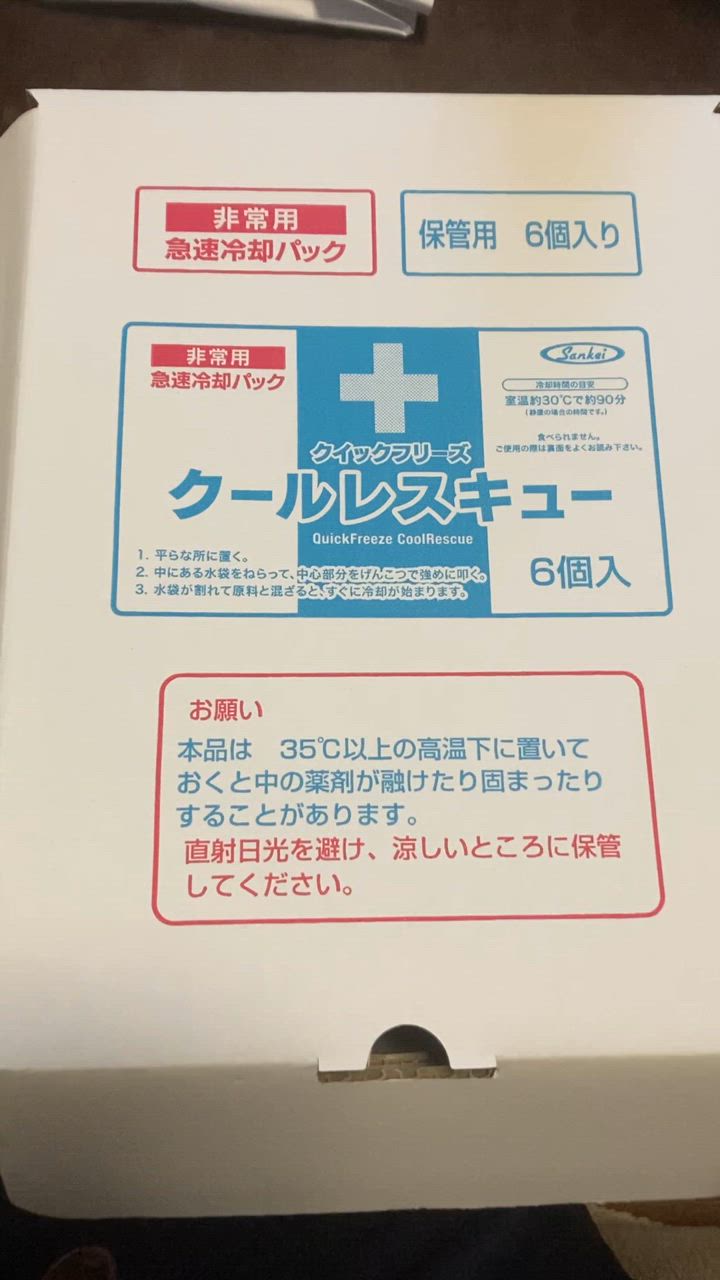 非常用
急速冷却パック
保管用 6個入り
非常用
急速冷却パック
Sankei
冷却時間の目安
室温約30℃で約90分
(静置の場合の時間です。)
食べられません。
ご使用の際は裏面をよくお読み下さい。
クイックフリーズ
クールレスキュー
QuickFreeze CoolRescue
1. 平らな所に置く。
2. 中にある水袋をねらって、中心部分をげんこつで強めに叩く。
3. 水袋が割れて原料と混ざると、すぐに冷却が始まります。
6個入
お願い
本品は 35℃以上の高温下に置いて
おくと中の薬剤が融けたり固まったり
することがあります。
直射日光を避け、涼しいところに保管
してください。